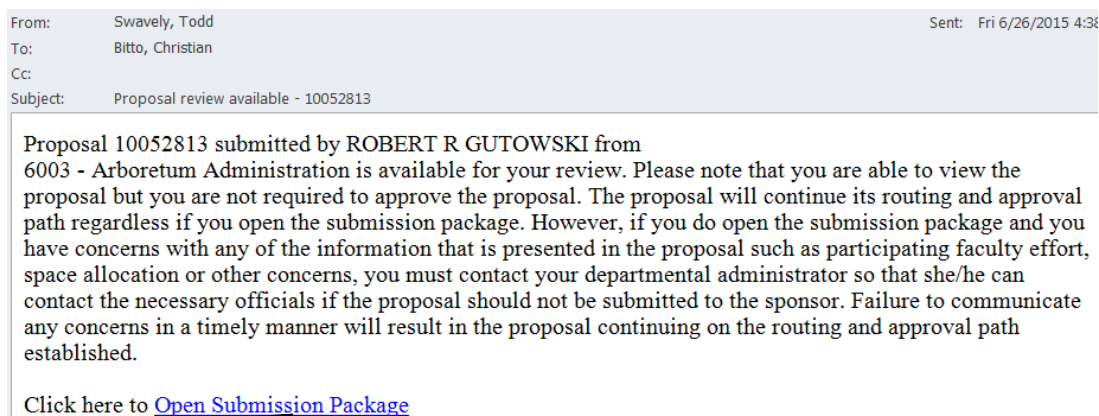 From: Swavely, Todd Sent: Fri 6/26/2015 4:38
To: Bitto, Christian
Cc:
Subject: Proposal review available - 10052813
Proposal 10052813 submitted by ROBERT R GUTOWSKI from
6003 - Arboretum Administration is available for your review. Please note that you are able to view the
proposal but you are not required to approve the proposal. The proposal will continue its routing and approval
path regardless if you open the submission package. However, if you do open the submission package and you
have concerns with any of the information that is presented in the proposal such as participating faculty effort,
space allocation or other concerns, you must contact your departmental administrator so that she/he can
contact the necessary officials if the proposal should not be submitted to the sponsor. Failure to communicate
any concerns in a timely manner will result in the proposal continuing on the routing and approval path
established.
Click here to Open Submission Package